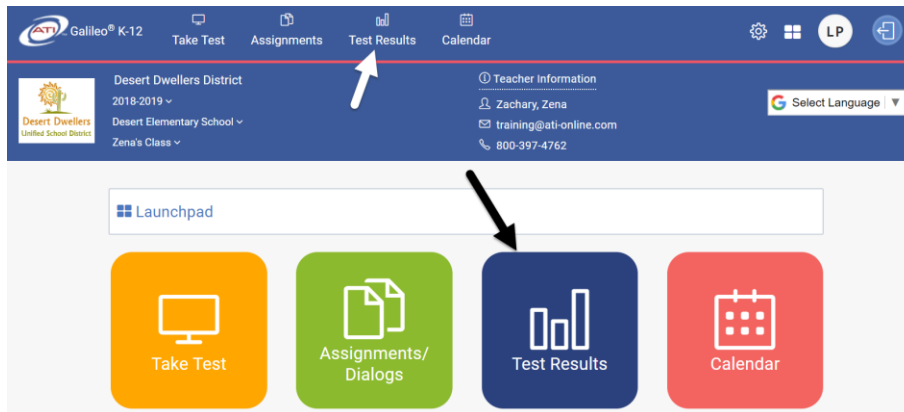 ATI Galileo® K-12
Take Test
Assignments
Test Results
Calendar
LP
Desert Dwellers
Unified School District
Desert Dwellers District
2018-2019
Desert Elementary School
Zena's Class
Teacher Information
Zachary, Zena
training@ati-online.com
800-397-4762
G Select Language ▼
Launchpad
Take Test
Assignments/
Dialogs
Test Results
Calendar